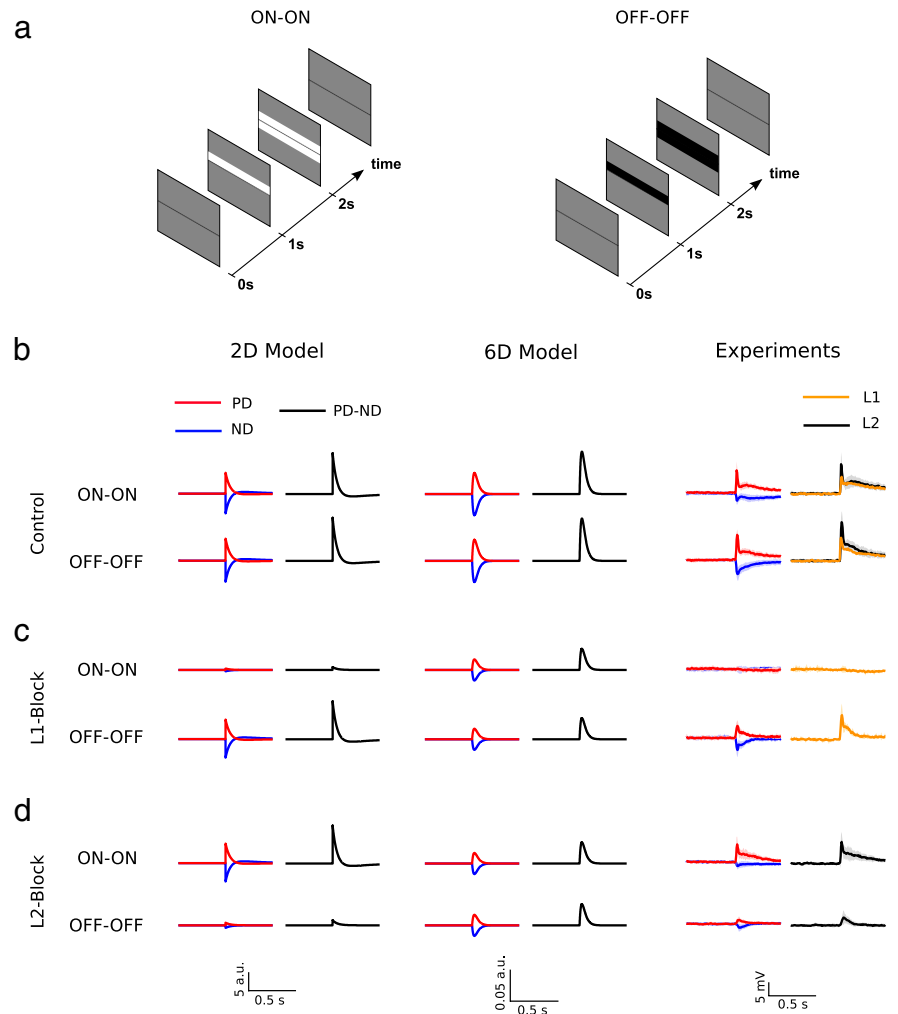 a
ON-ON
OFF-OFF
time
2s
1s
0s
time
2s
1s
0s
b
2D Model
6D Model
Experiments
PD
PD-ND
ND
L1
L2
Control
ON-ON
OFF-OFF
c
L1-Block
ON-ON
OFF-OFF
d
L2-Block
ON-ON
OFF-OFF
5 a.u.
0.5 s
0.05 a.u.
0.5 s
5 mV
0.5 s